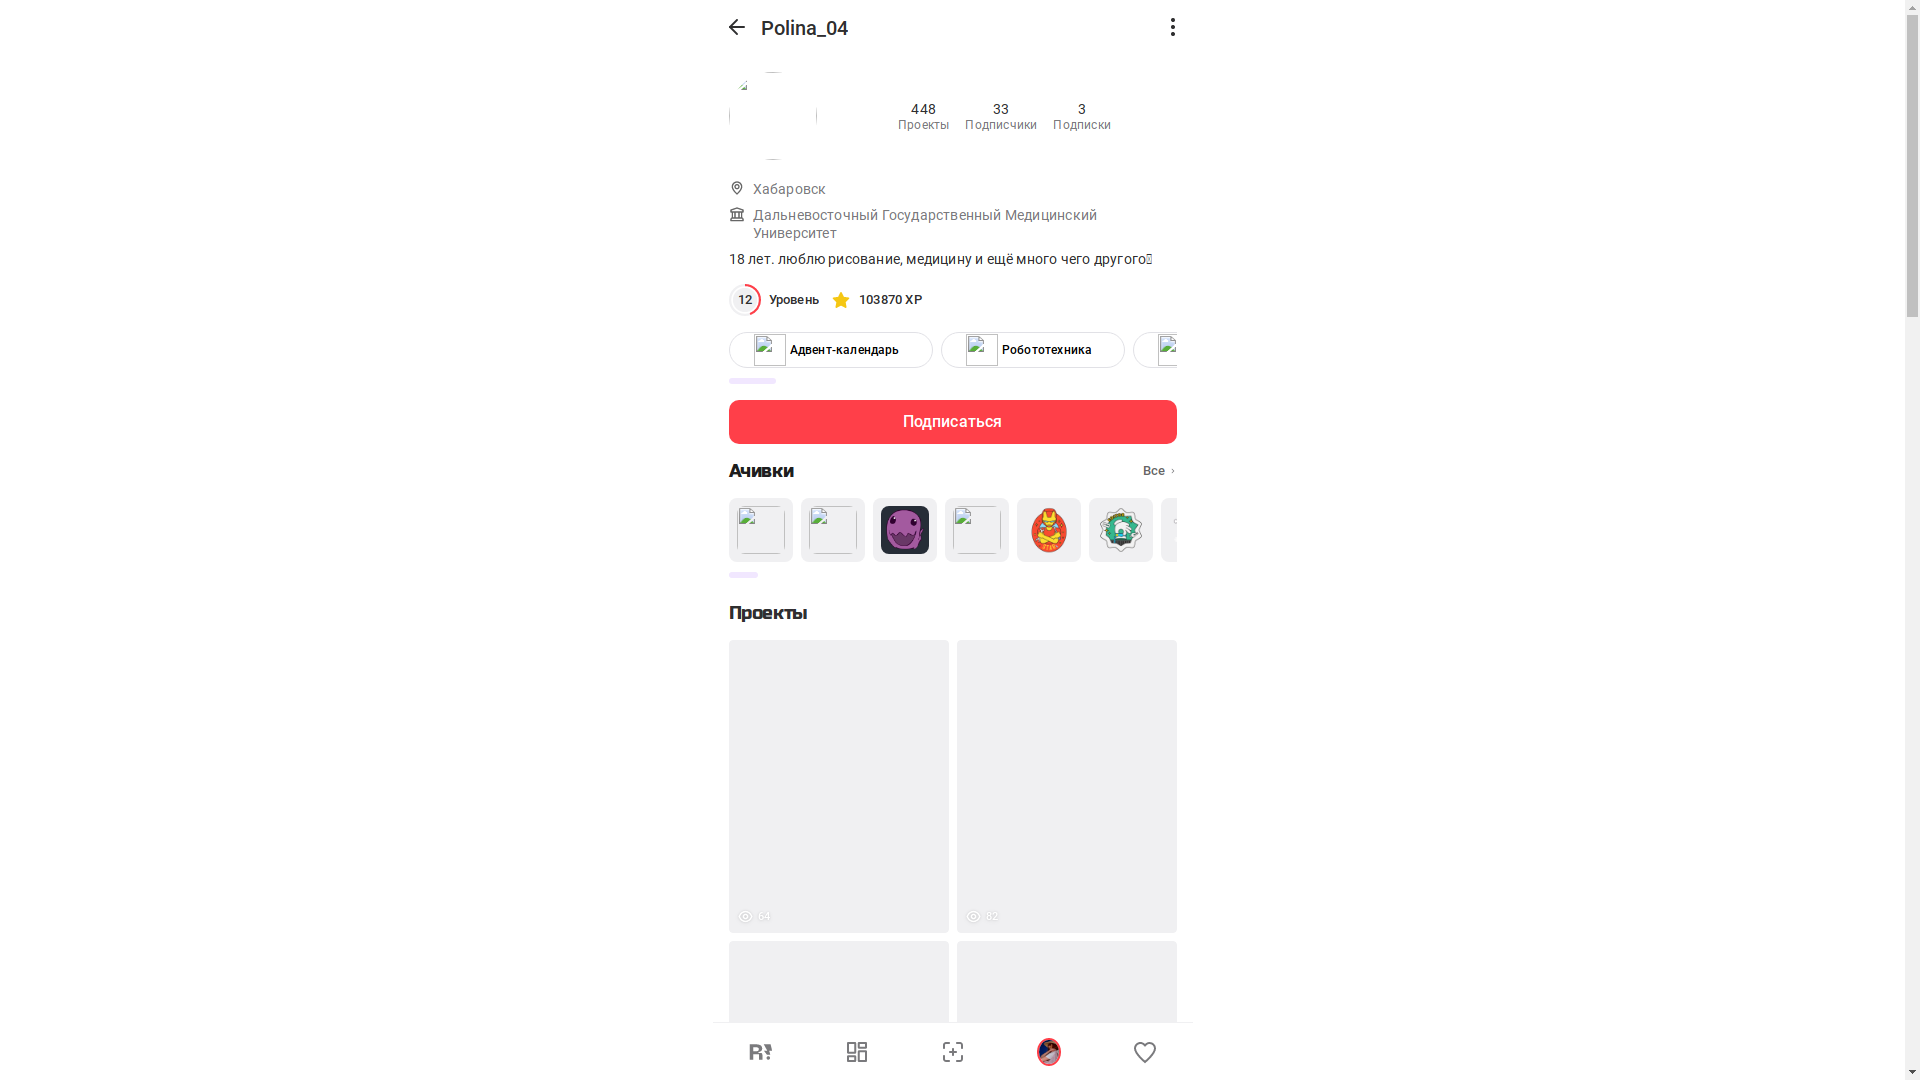 Polina_04
448
Проекты
33
Подписчики
3
Подписки
Хабаровск
Дальневосточный Государственный Медицинский
Университет
18 лет. люблю рисование, медицину и ещё много чего другого
12 Уровень 103870 XP
Адвент-календарь
Робототехника
Подписаться
Ачивки
Все
Проекты
64
82
R